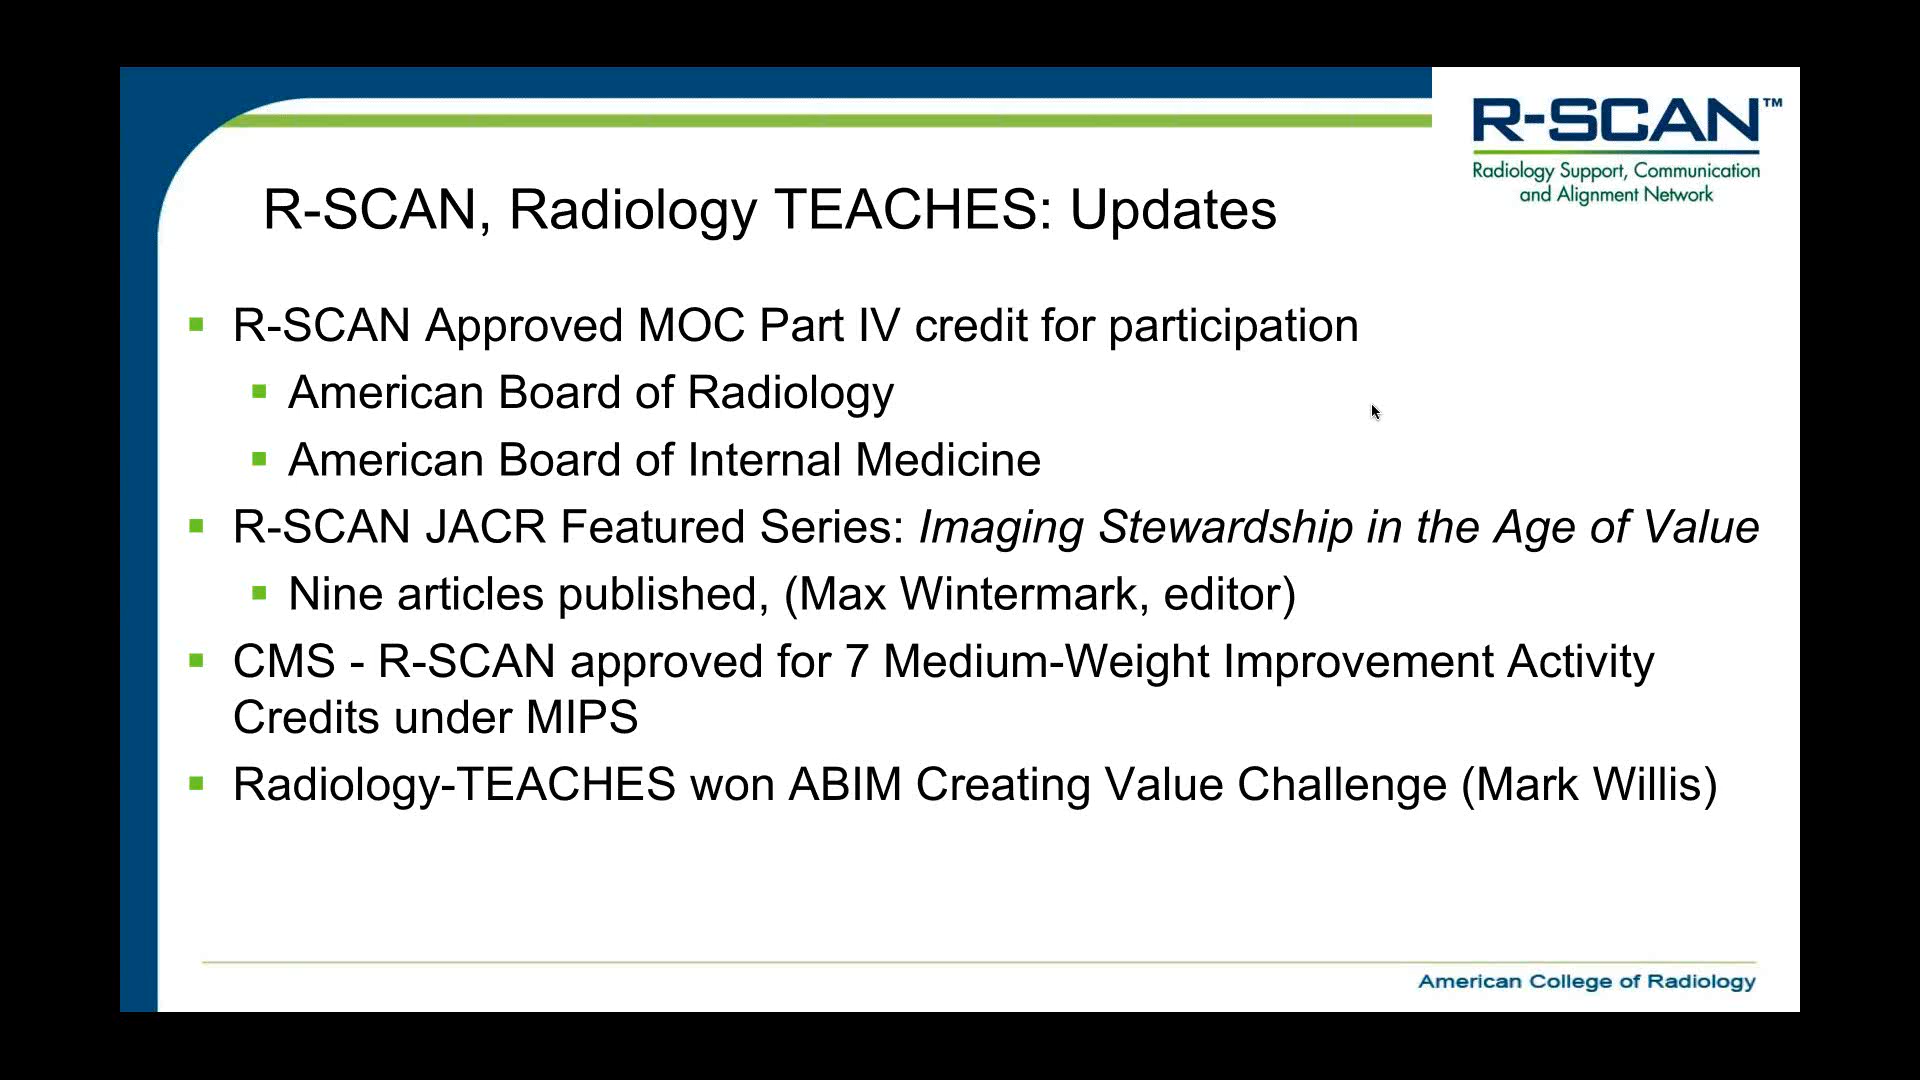 R-SCAN™
Radiology Support, Communication
and Alignment Network
R-SCAN, Radiology TEACHES: Updates
R-SCAN Approved MOC Part IV credit for participation
American Board of Radiology
American Board of Internal Medicine
R-SCAN JACR Featured Series: Imaging Stewardship in the Age of Value
Nine articles published, (Max Wintermark, editor)
CMS - R-SCAN approved for 7 Medium-Weight Improvement Activity
Credits under MIPS
Radiology-TEACHES won ABIM Creating Value Challenge (Mark Willis)
American College of Radiology